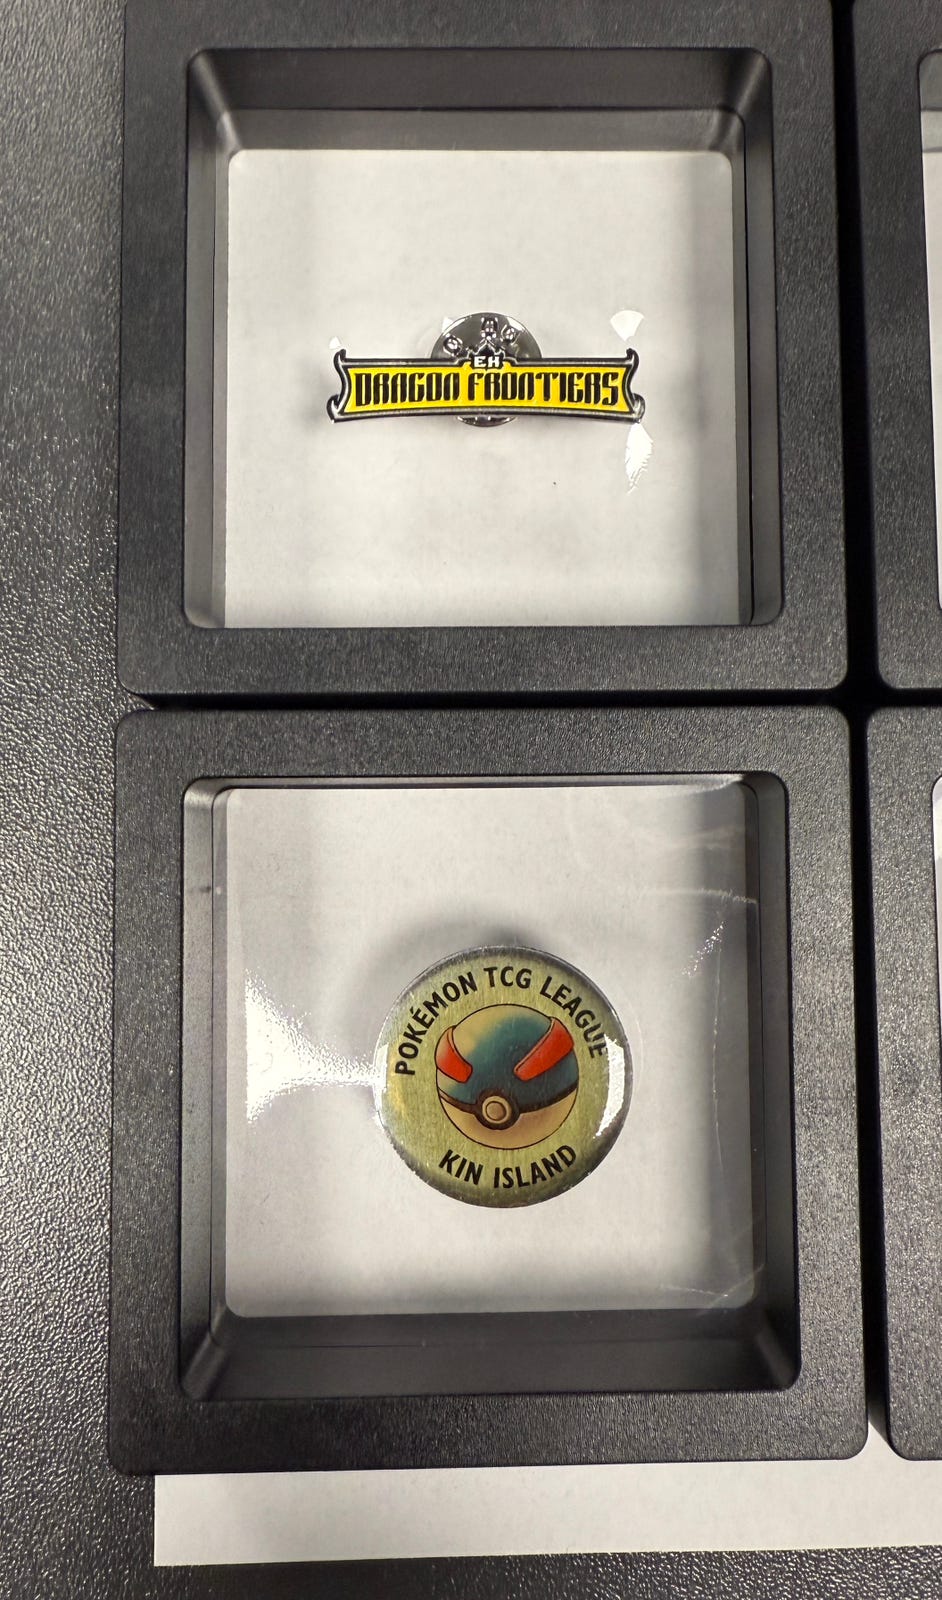 EX
DRAGON FRONTIERS
POKÉMON TCG LEAGUE
KIN ISLAND